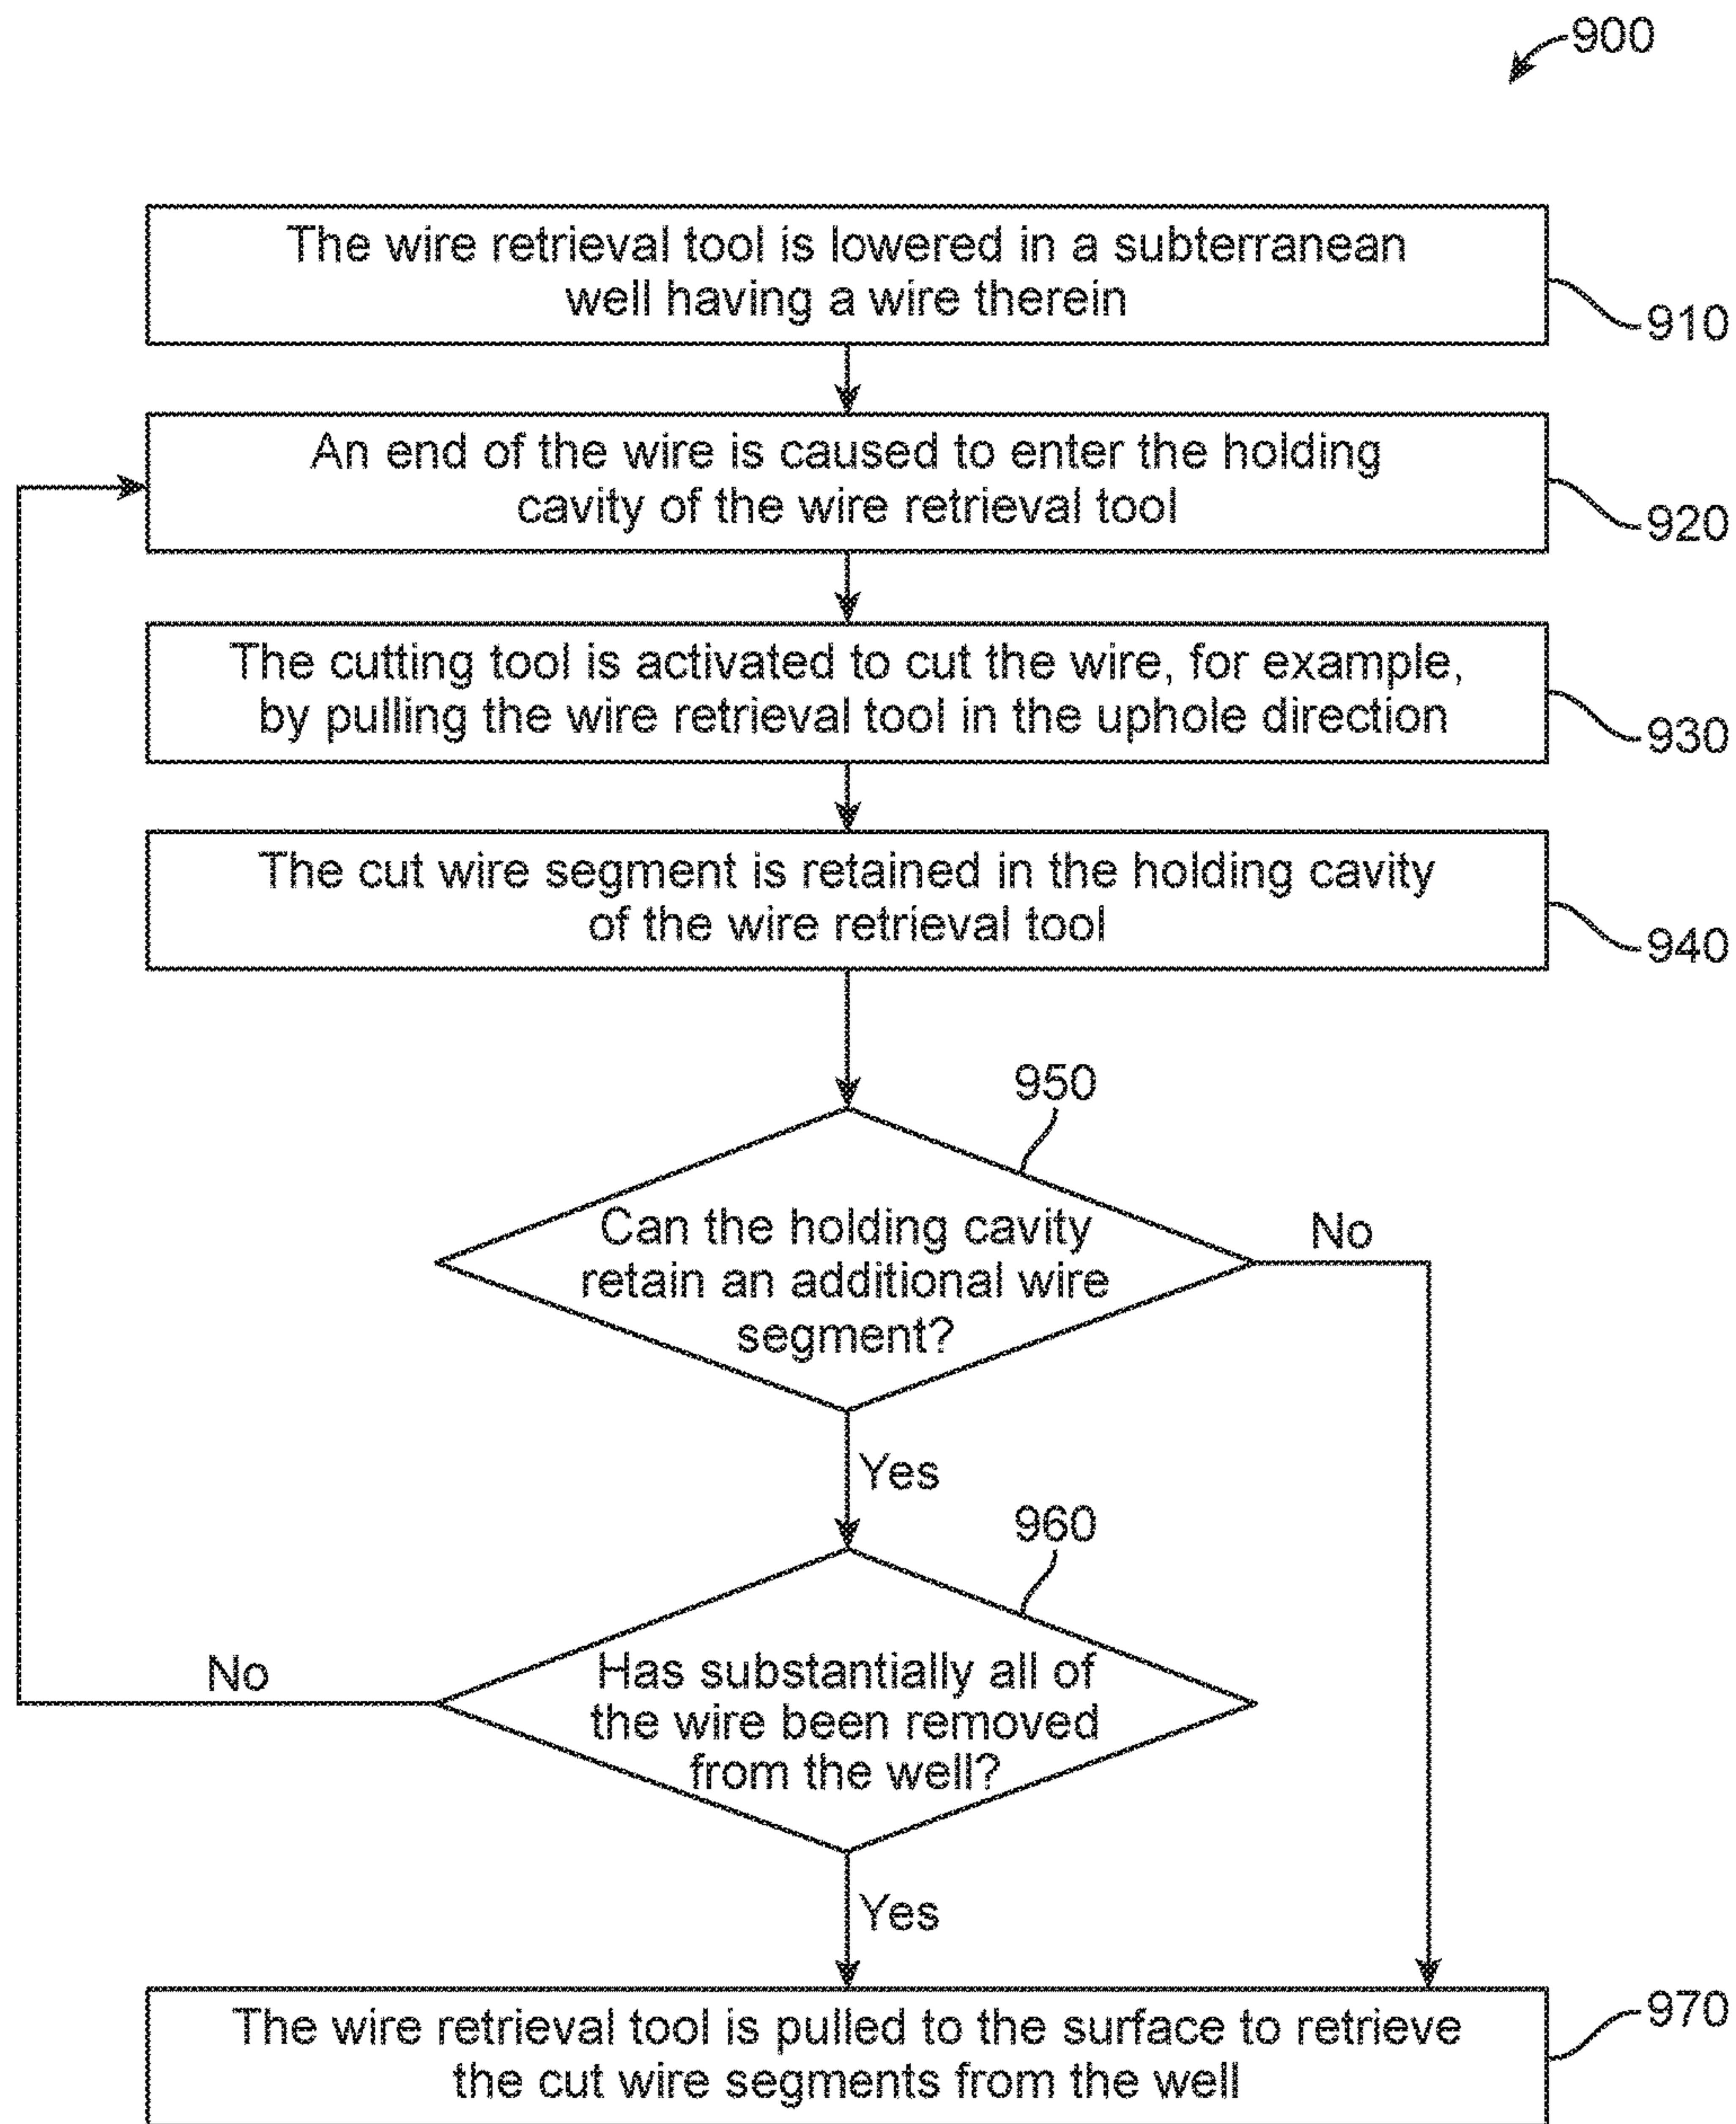 900
The wire retrieval tool is lowered in a subterranean
well having a wire therein
910
An end of the wire is caused to enter the holding
cavity of the wire retrieval tool
920
The cutting tool is activated to cut the wire, for example,
by pulling the wire retrieval tool in the uphole direction
930
The cut wire segment is retained in the holding cavity
of the wire retrieval tool
940
950
Can the holding cavity
retain an additional wire
segment?
No
Yes
960
Has substantially all of
the wire been removed
from the well?
No
Yes
The wire retrieval tool is pulled to the surface to retrieve
the cut wire segments from the well
970